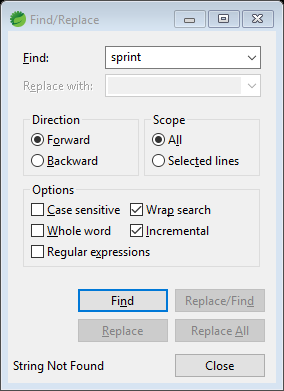 Find/Replace
Find: sprint
Replace with:
Direction Scope
Forward All
Backward Selected lines
Options
Case sensitive Wrap search
Whole word Incremental
Regular expressions
Find Replace/Find
Replace Replace All
String Not Found Close